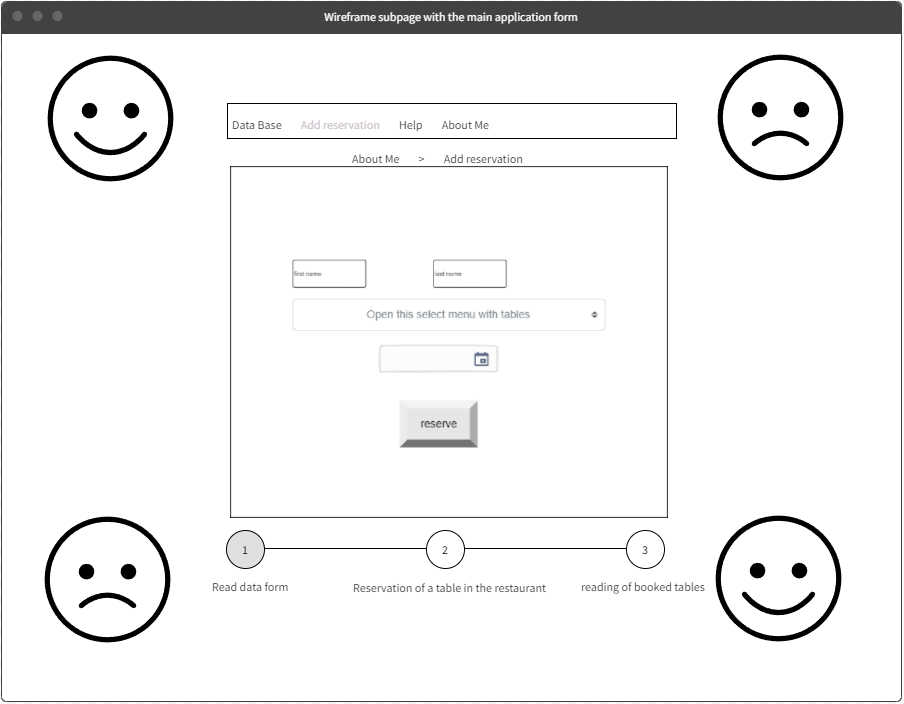 Wireframe subpage with the main application form
Data Base Add reservation Help About Me
About Me > Add reservation
first name last name
Open this select menu with tables
reserve
1 2 3
Read data form Reservation of a table in the restaurant reading of booked tables